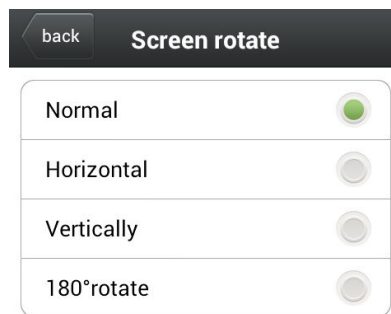 back
Screen rotate
Normal
Horizontal
Vertically
180°rotate